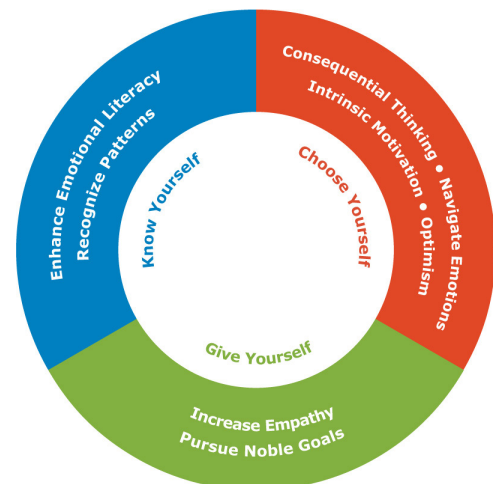 Enhance Emotional Literacy
Recognize Patterns
Know Yourself
Consequential Thinking ● Navigate Emotions
Intrinsic Motivation ● Optimism
Choose Yourself
Give Yourself
Increase Empathy
Pursue Noble Goals